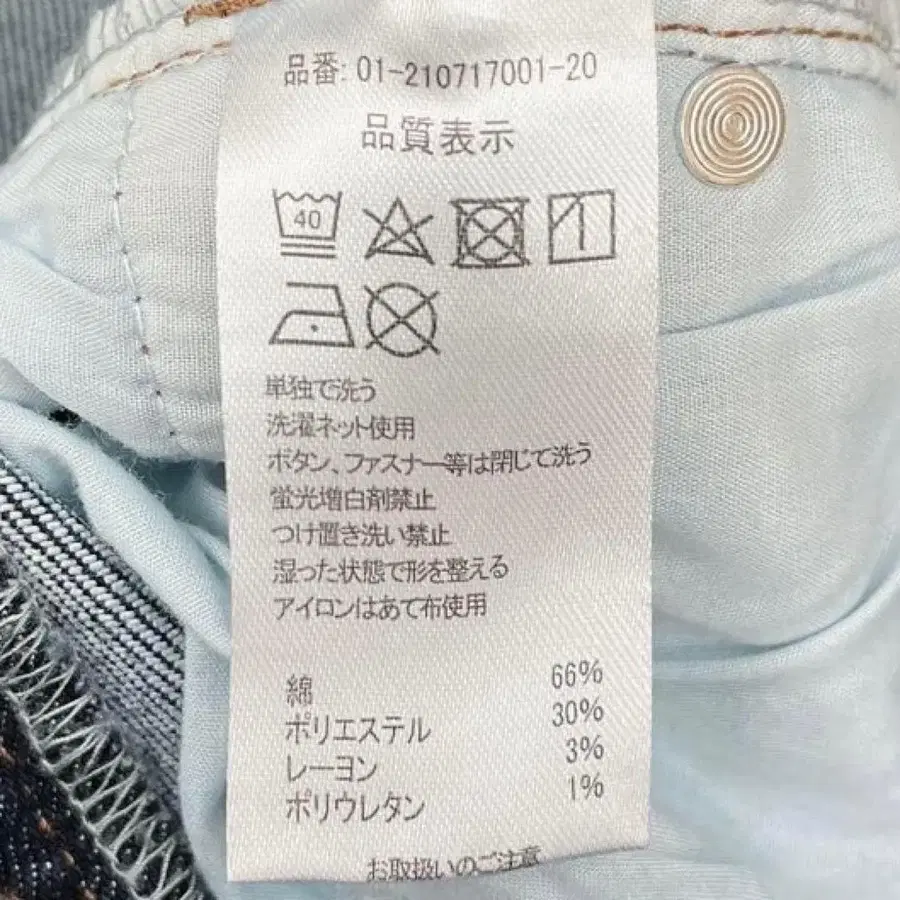 品番: 01-210717001-20
品質表示
40
単独で洗う
洗濯ネット使用
ボタン、ファスナー等は閉じて洗う
蛍光増白剤禁止
つけ置き洗い禁止
湿った状態で形を整える
アイロンはあて布使用
綿 66%
ポリエステル 30%
レーヨン 3%
ポリウレタン 1%
お取扱いのご注意